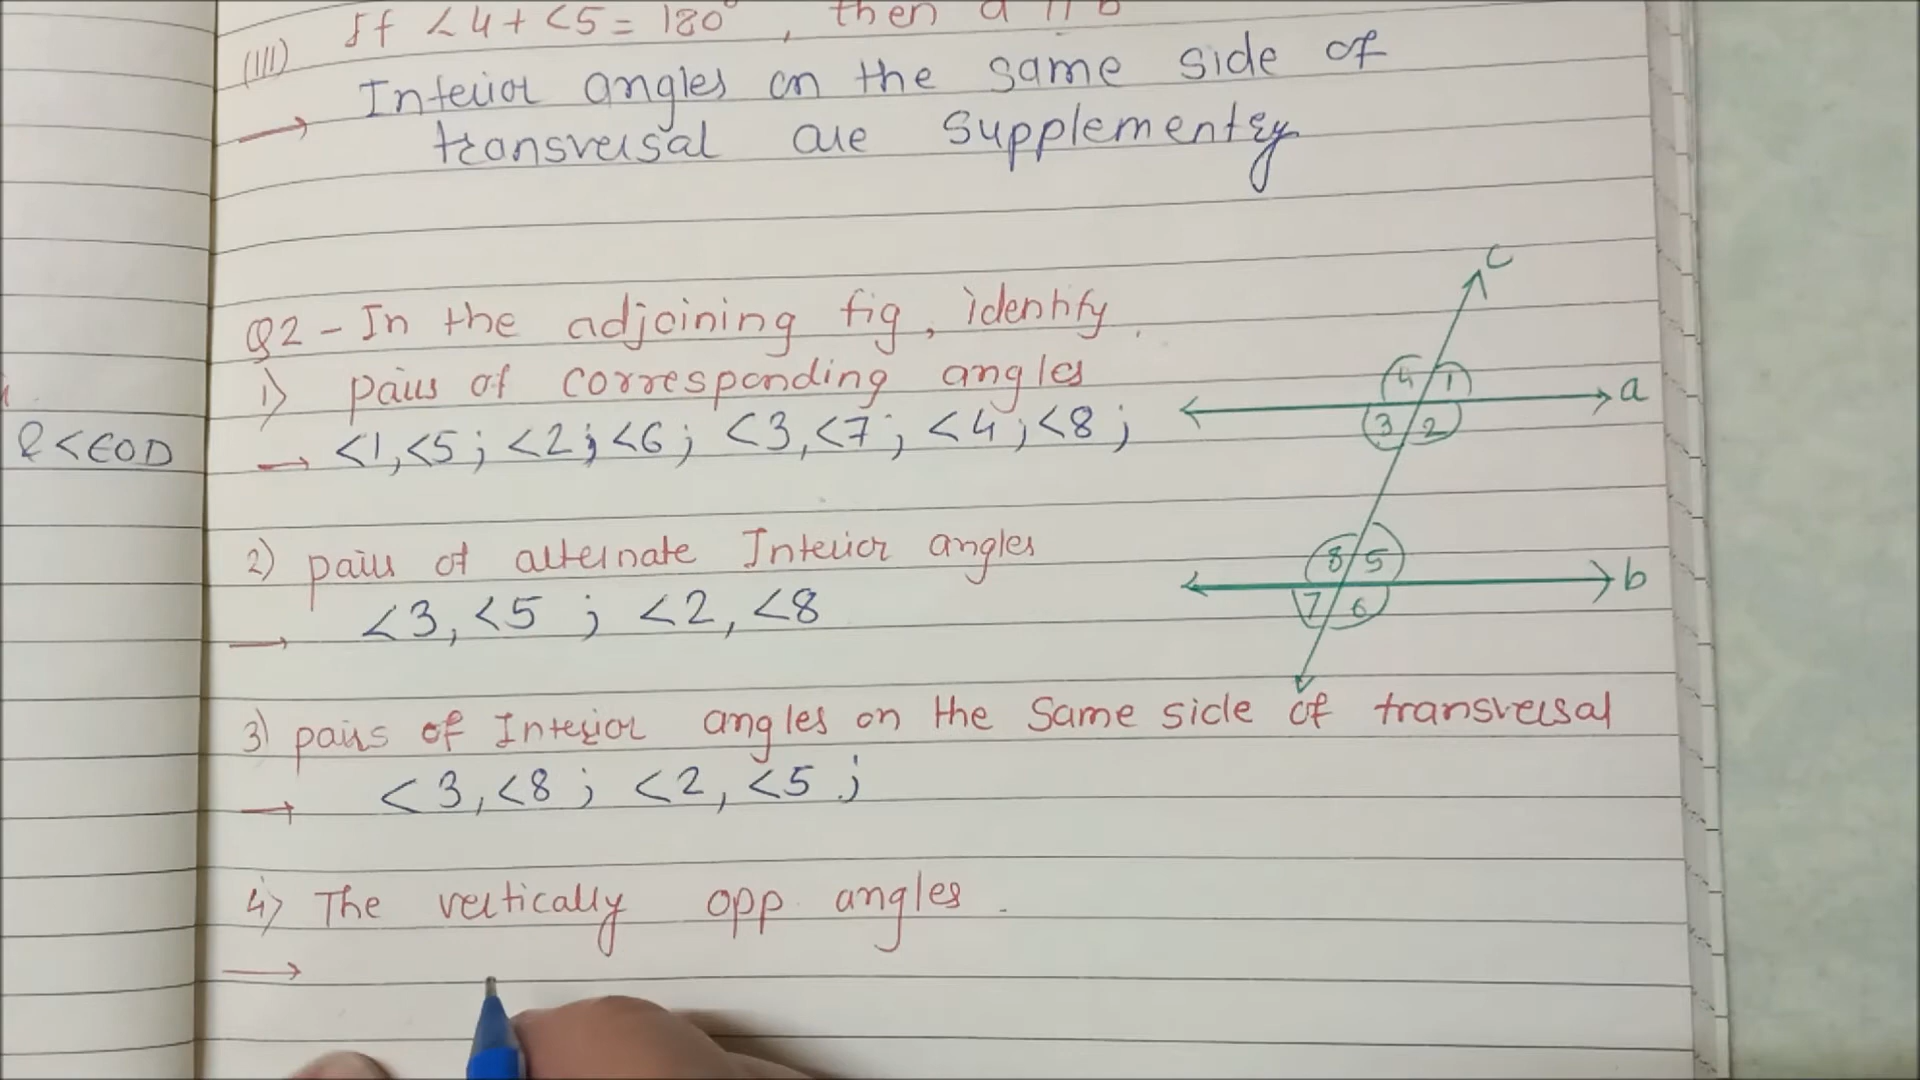 (III) If <4 + <5 = 180°, then a || b
Interior angles on the same side of
transversal are supplementry
Q2 - In the adjoining fig, identify
1) pairs of corresponding angles
<1, <5 ; <2 ; <6 ; <3, <7 ; <4 ; <8 ;
2) pairs of alternate Interior angles
<3, <5 ; <2, <8
3) pairs of Interior angles on the same side of transversal
<3, <8 ; <2, <5 ;
4) The vertically opp. angles.
<EOD
c
4 1
a
3 2
8 5
b
7 6